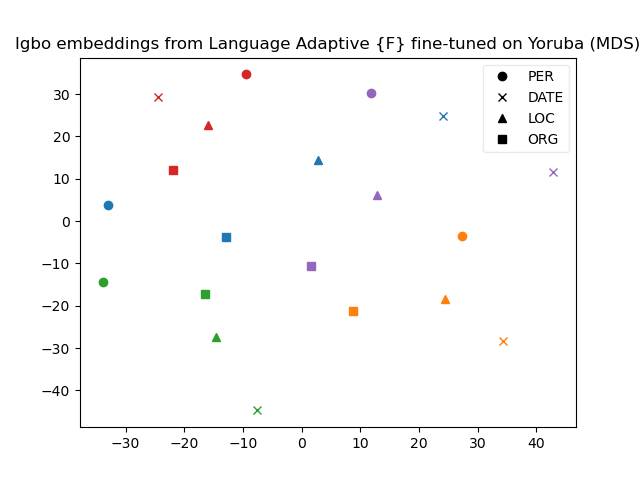 Igbo embeddings from Language Adaptive {F} fine-tuned on Yoruba (MDS)
PER
DATE
LOC
ORG
30
20
10
0
−10
−20
−30
−40
−30 −20 −10 0 10 20 30 40